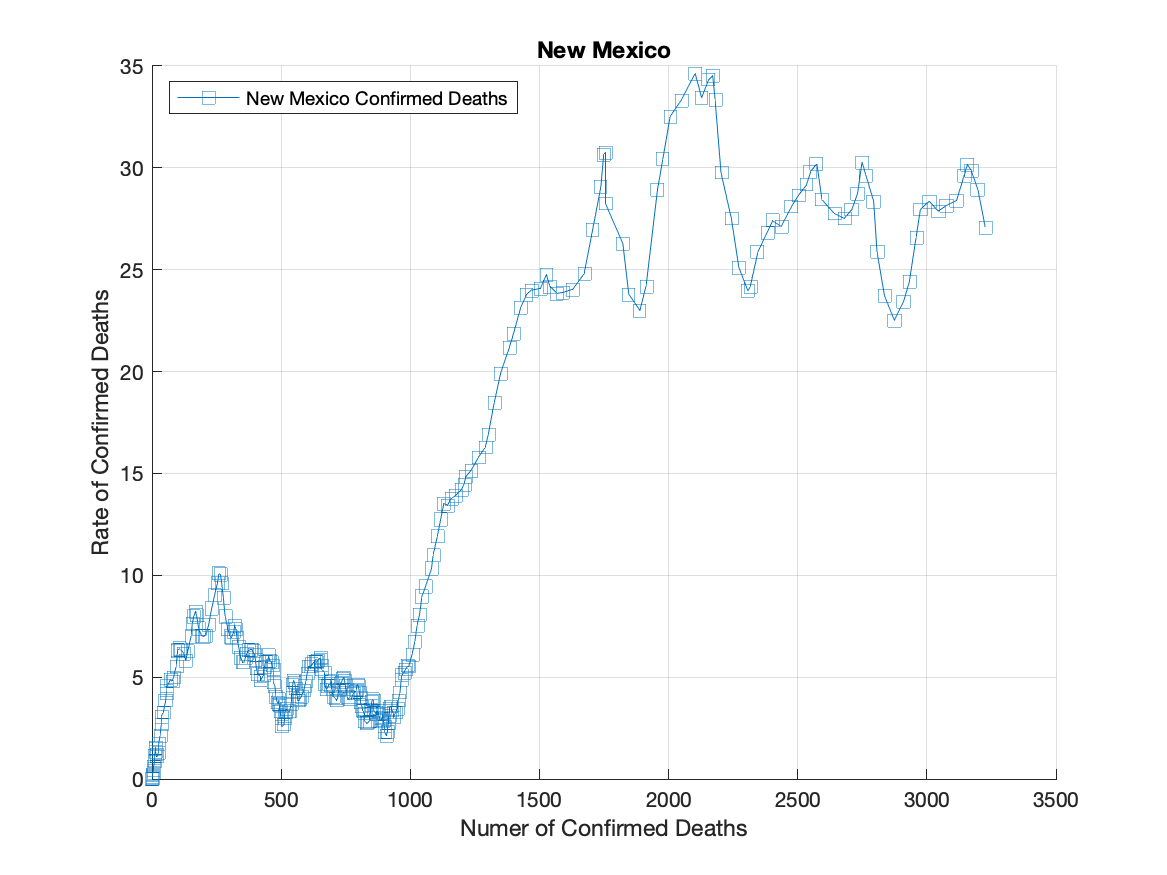 New Mexico
New Mexico Confirmed Deaths
Rate of Confirmed Deaths
35
30
25
20
15
10
5
0
0 500 1000 1500 2000 2500 3000 3500
Numer of Confirmed Deaths